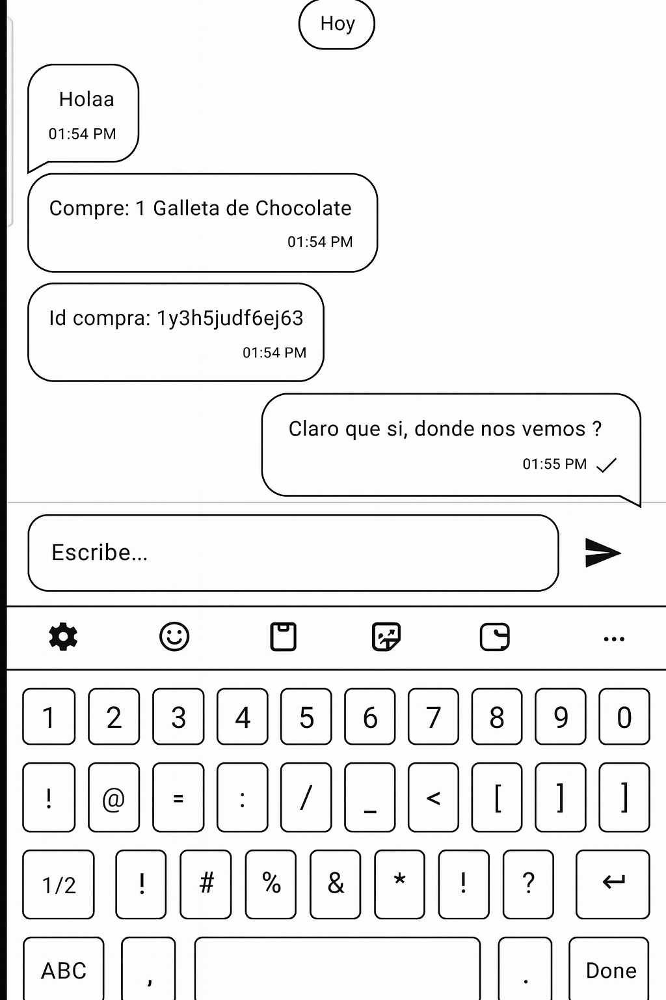 Hoy
Holaa
01:54 PM
Compre: 1 Galleta de Chocolate
01:54 PM
Id compra: 1y3h5judf6ej63
01:54 PM
Claro que si, donde nos vemos ?
01:55 PM
Escribe...
1 2 3 4 5 6 7 8 9 0
! @ = : / _ < [ ] ]
1/2 ! # % & * ! ? ↵
ABC , . Done